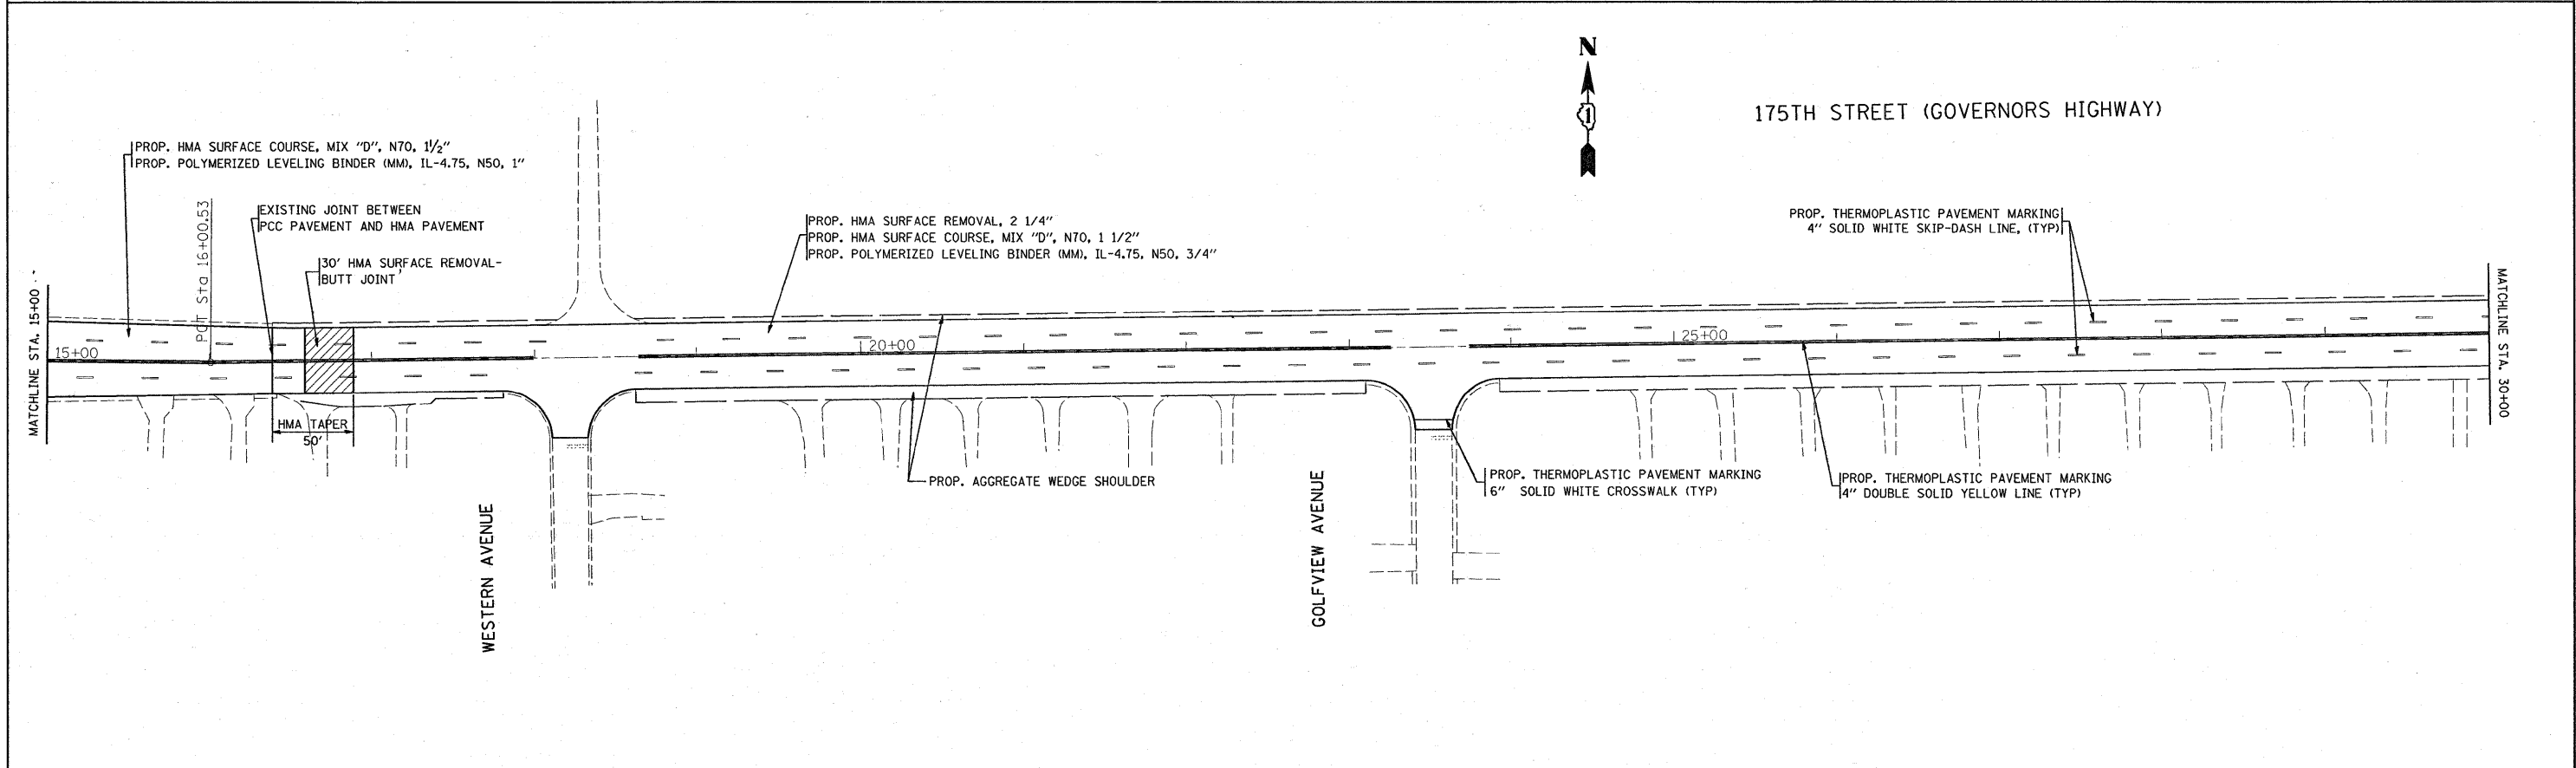 N
1
175TH STREET (GOVERNORS HIGHWAY)
PROP. HMA SURFACE COURSE, MIX "D", N70, 1½"
PROP. POLYMERIZED LEVELING BINDER (MM), IL-4.75, N50, 1"
POT Sta 16+00.53
EXISTING JOINT BETWEEN
PCC PAVEMENT AND HMA PAVEMENT
30' HMA SURFACE REMOVAL-
BUTT JOINT
PROP. HMA SURFACE REMOVAL, 2 1/4"
PROP. HMA SURFACE COURSE, MIX "D", N70, 1 1/2"
PROP. POLYMERIZED LEVELING BINDER (MM), IL-4.75, N50, 3/4"
PROP. THERMOPLASTIC PAVEMENT MARKING
4" SOLID WHITE SKIP-DASH LINE, (TYP)
MATCHLINE STA. 15+00
15+00
20+00
25+00
MATCHLINE STA. 30+00
HMA TAPER
50'
PROP. AGGREGATE WEDGE SHOULDER
PROP. THERMOPLASTIC PAVEMENT MARKING
6" SOLID WHITE CROSSWALK (TYP)
PROP. THERMOPLASTIC PAVEMENT MARKING
4" DOUBLE SOLID YELLOW LINE (TYP)
WESTERN AVENUE
GOLFVIEW AVENUE